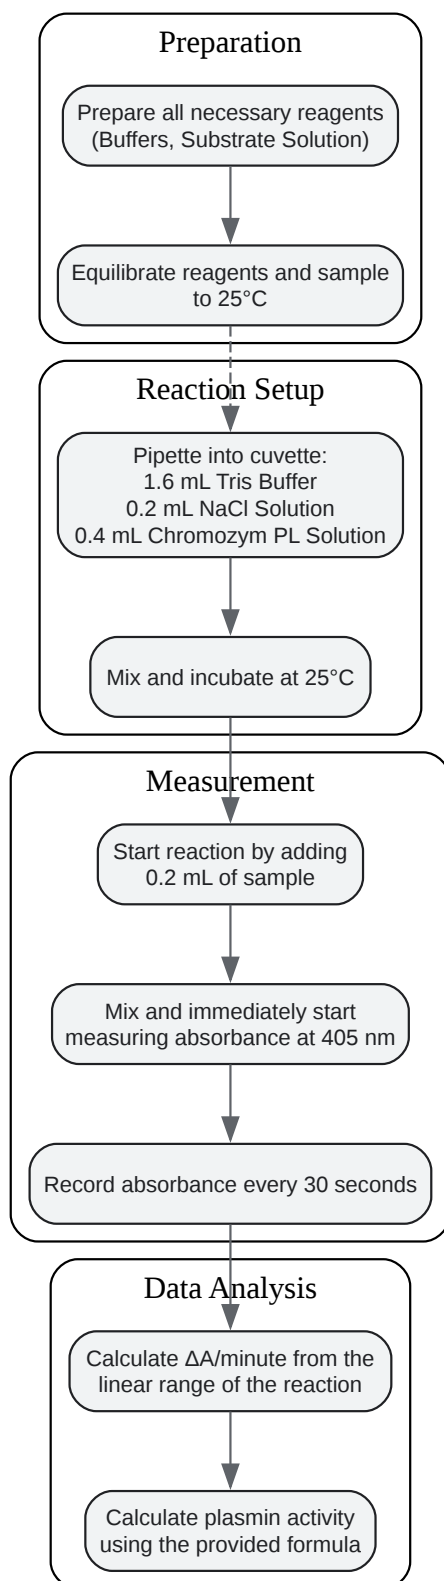 Preparation
Prepare all necessary reagents
(Buffers, Substrate Solution)
Equilibrate reagents and sample
to 25°C
Reaction Setup
Pipette into cuvette:
1.6 mL Tris Buffer
0.2 mL NaCl Solution
0.4 mL Chromozym PL Solution
Mix and incubate at 25°C
Measurement
Start reaction by adding
0.2 mL of sample
Mix and immediately start
measuring absorbance at 405 nm
Record absorbance every 30 seconds
Data Analysis
Calculate ΔA/minute from the
linear range of the reaction
Calculate plasmin activity
using the provided formula